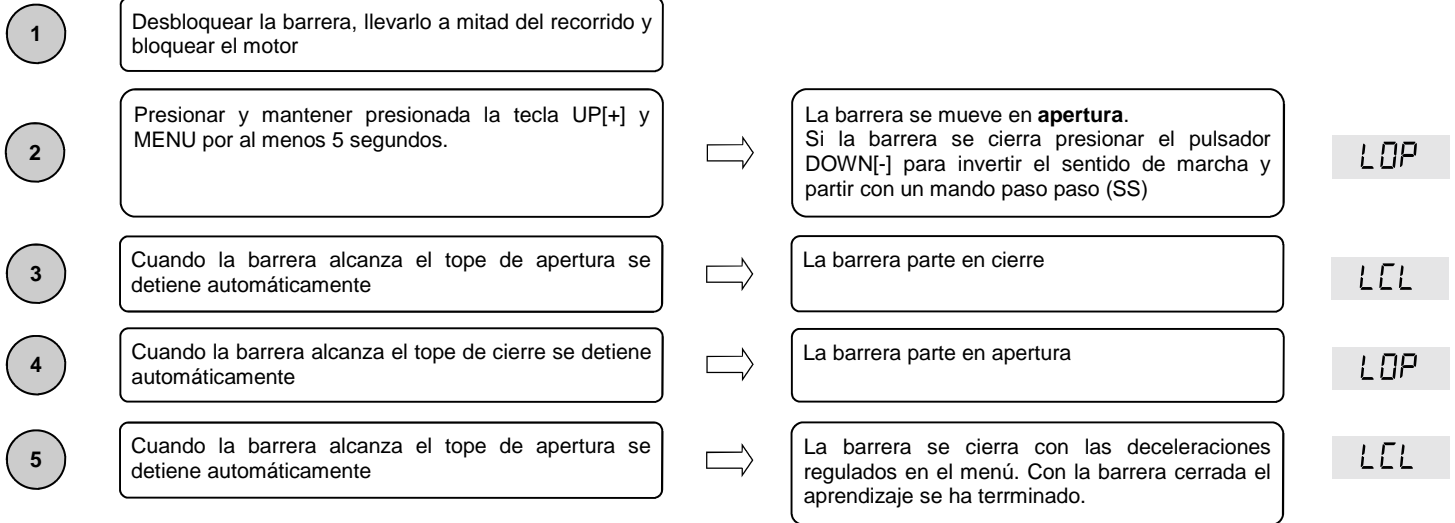 1
Desbloquear la barrera, llevarlo a mitad del recorrido y
bloquear el motor
2
Presionar y mantener presionada la tecla UP[+] y
MENU por al menos 5 segundos.
La barrera se mueve en apertura.
Si la barrera se cierra presionar el pulsador
DOWN[-] para invertir el sentido de marcha y
partir con un mando paso paso (SS)
LOP
3
Cuando la barrera alcanza el tope de apertura se
detiene automáticamente
La barrera parte en cierre
LCL
4
Cuando la barrera alcanza el tope de cierre se detiene
automáticamente
La barrera parte en apertura
LOP
5
Cuando la barrera alcanza el tope de apertura se
detiene automáticamente
La barrera se cierra con las deceleraciones
regulados en el menú. Con la barrera cerrada el
aprendizaje se ha terrminado.
LCL